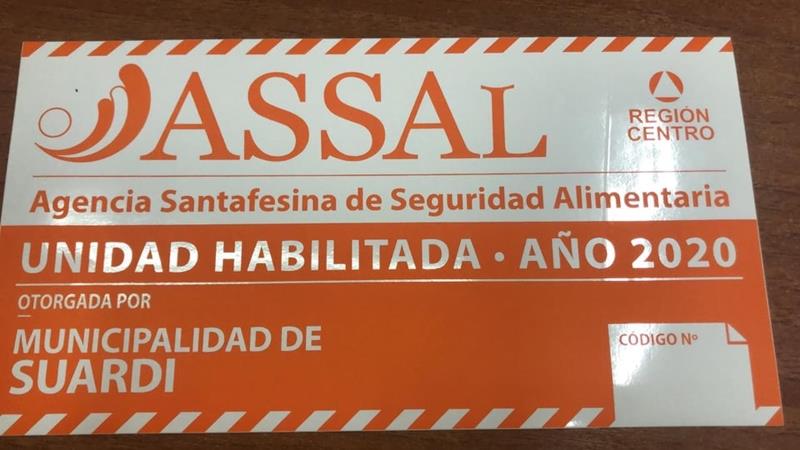 ASSAL
REGIÓN
CENTRO
Agencia Santafesina de Seguridad Alimentaria
UNIDAD HABILITADA • AÑO 2020
OTORGADA POR
MUNICIPALIDAD DE
SUARDI
CÓDIGO Nº